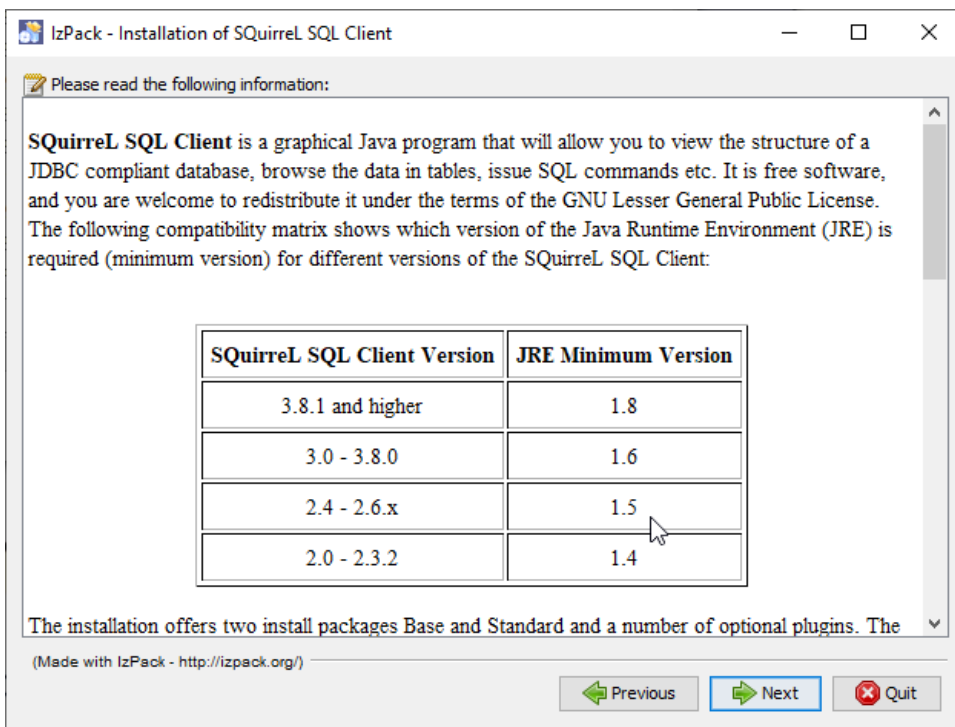 IzPack - Installation of SQuirreL SQL Client
Please read the following information:
SQuirreL SQL Client is a graphical Java program that will allow you to view the structure of a
JDBC compliant database, browse the data in tables, issue SQL commands etc. It is free software,
and you are welcome to redistribute it under the terms of the GNU Lesser General Public License.
The following compatibility matrix shows which version of the Java Runtime Environment (JRE) is
required (minimum version) for different versions of the SQuirreL SQL Client:
SQuirreL SQL Client Version JRE Minimum Version
3.8.1 and higher 1.8
3.0 - 3.8.0 1.6
2.4 - 2.6.x 1.5
2.0 - 2.3.2 1.4
The installation offers two install packages Base and Standard and a number of optional plugins. The
(Made with IzPack - http://izpack.org/)
Previous Next Quit